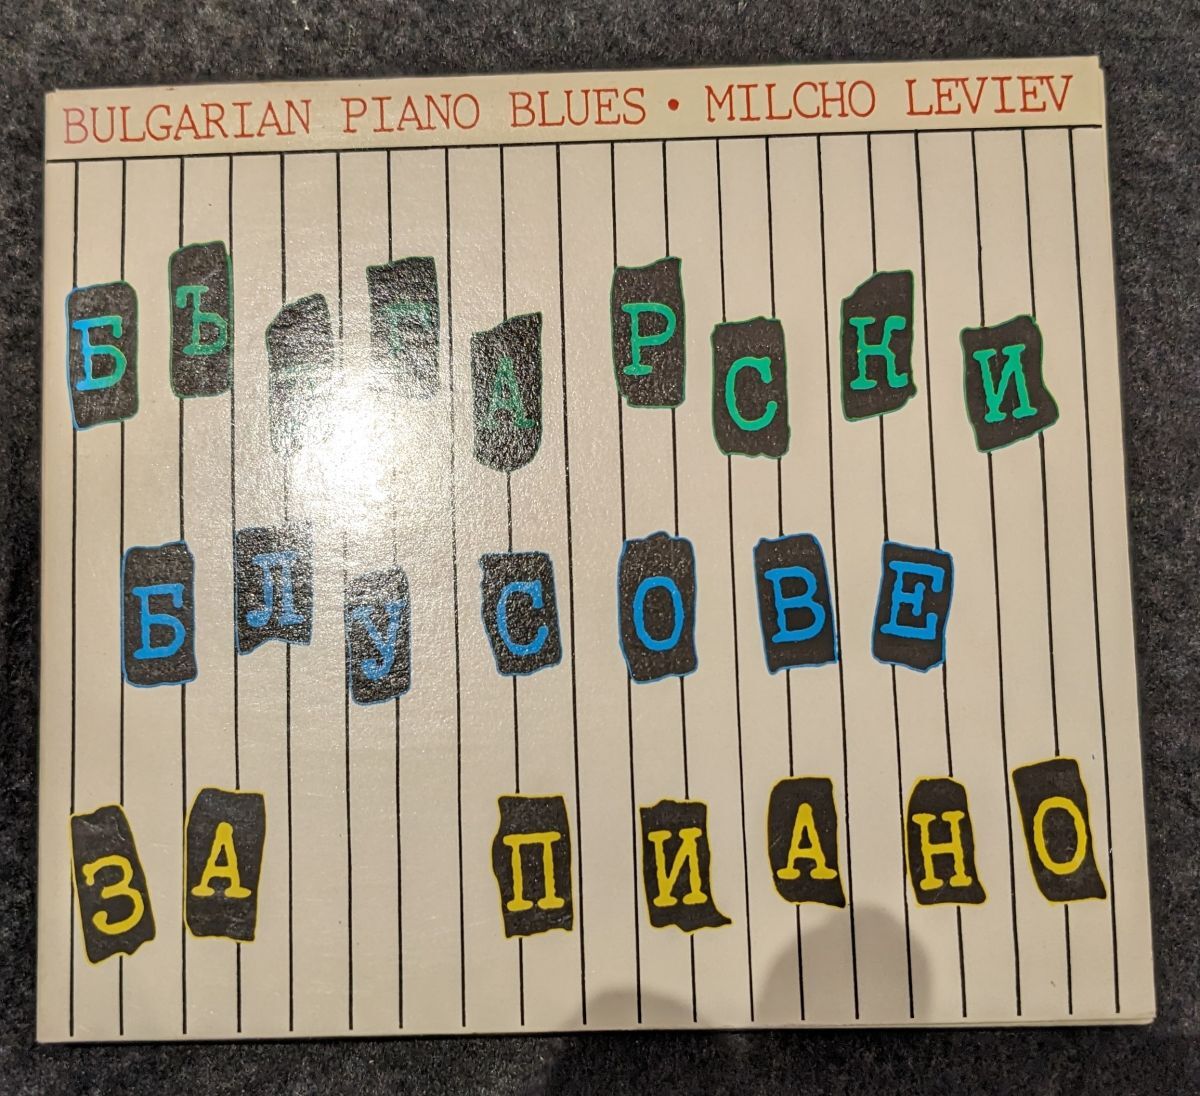 BULGARIAN PIANO BLUES • MILCHO LEVIEV
БЪЛГАРСКИ
БЛУСОВЕ
ЗА ПИАНО